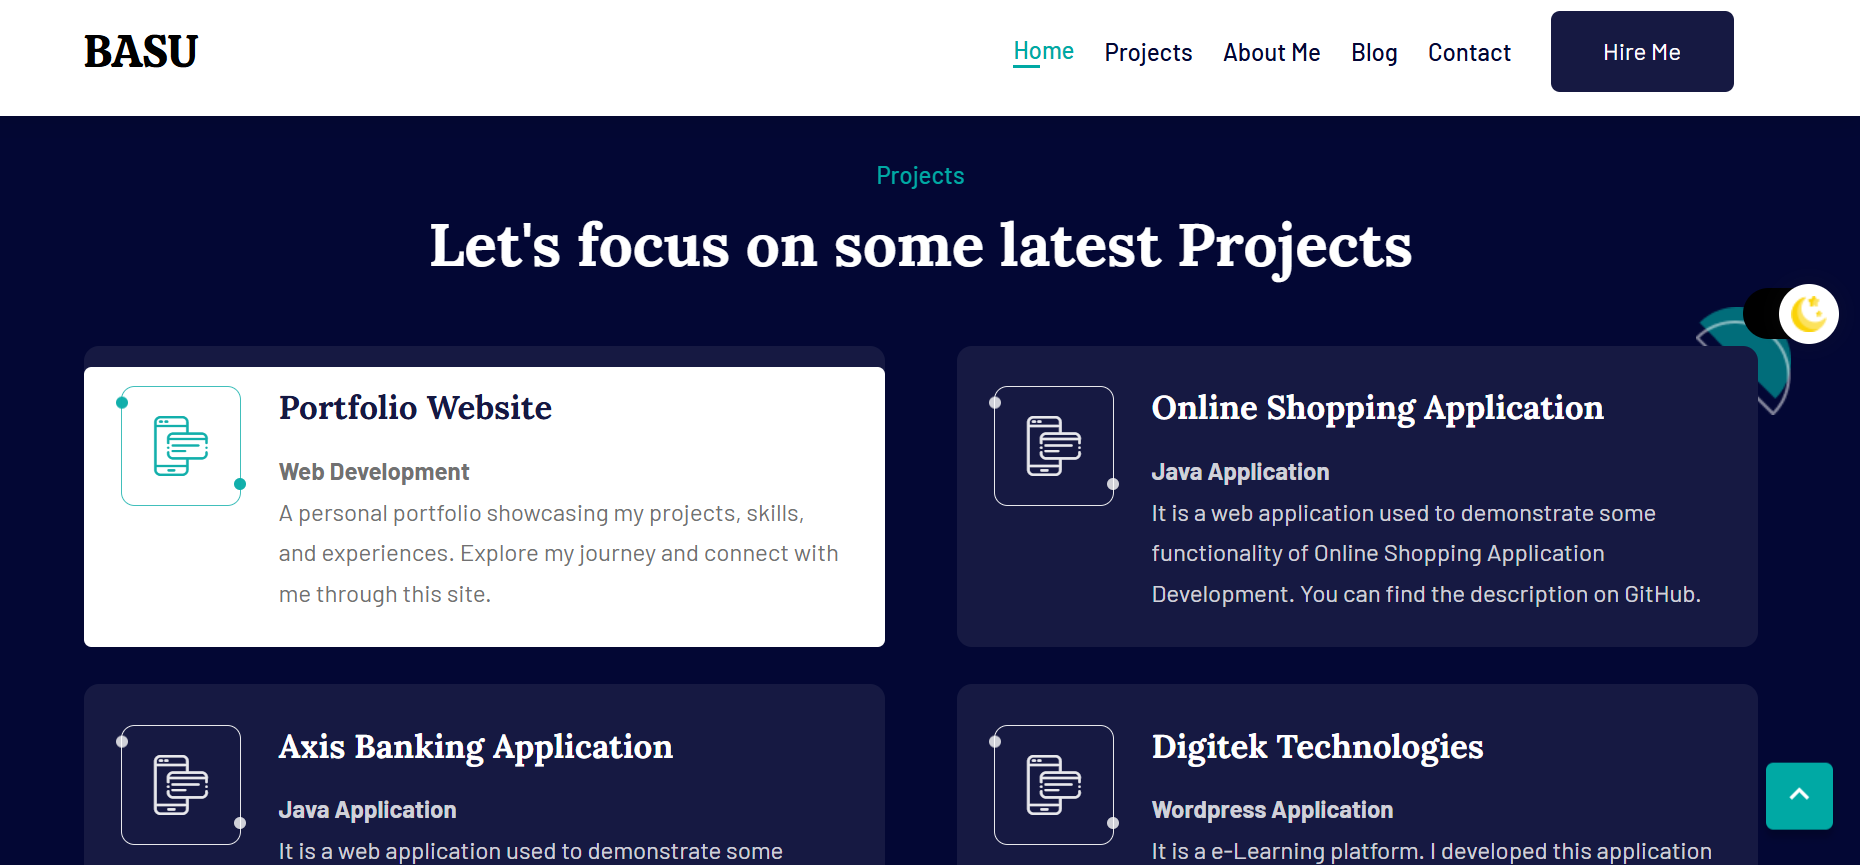 BASU
Home Projects About Me Blog Contact Hire Me
Projects
Let's focus on some latest Projects
Portfolio Website
Web Development
A personal portfolio showcasing my projects, skills,
and experiences. Explore my journey and connect with
me through this site.
Online Shopping Application
Java Application
It is a web application used to demonstrate some
functionality of Online Shopping Application
Development. You can find the description on GitHub.
Axis Banking Application
Java Application
It is a web application used to demonstrate some
Digitek Technologies
Wordpress Application
It is a e-Learning platform. I developed this application